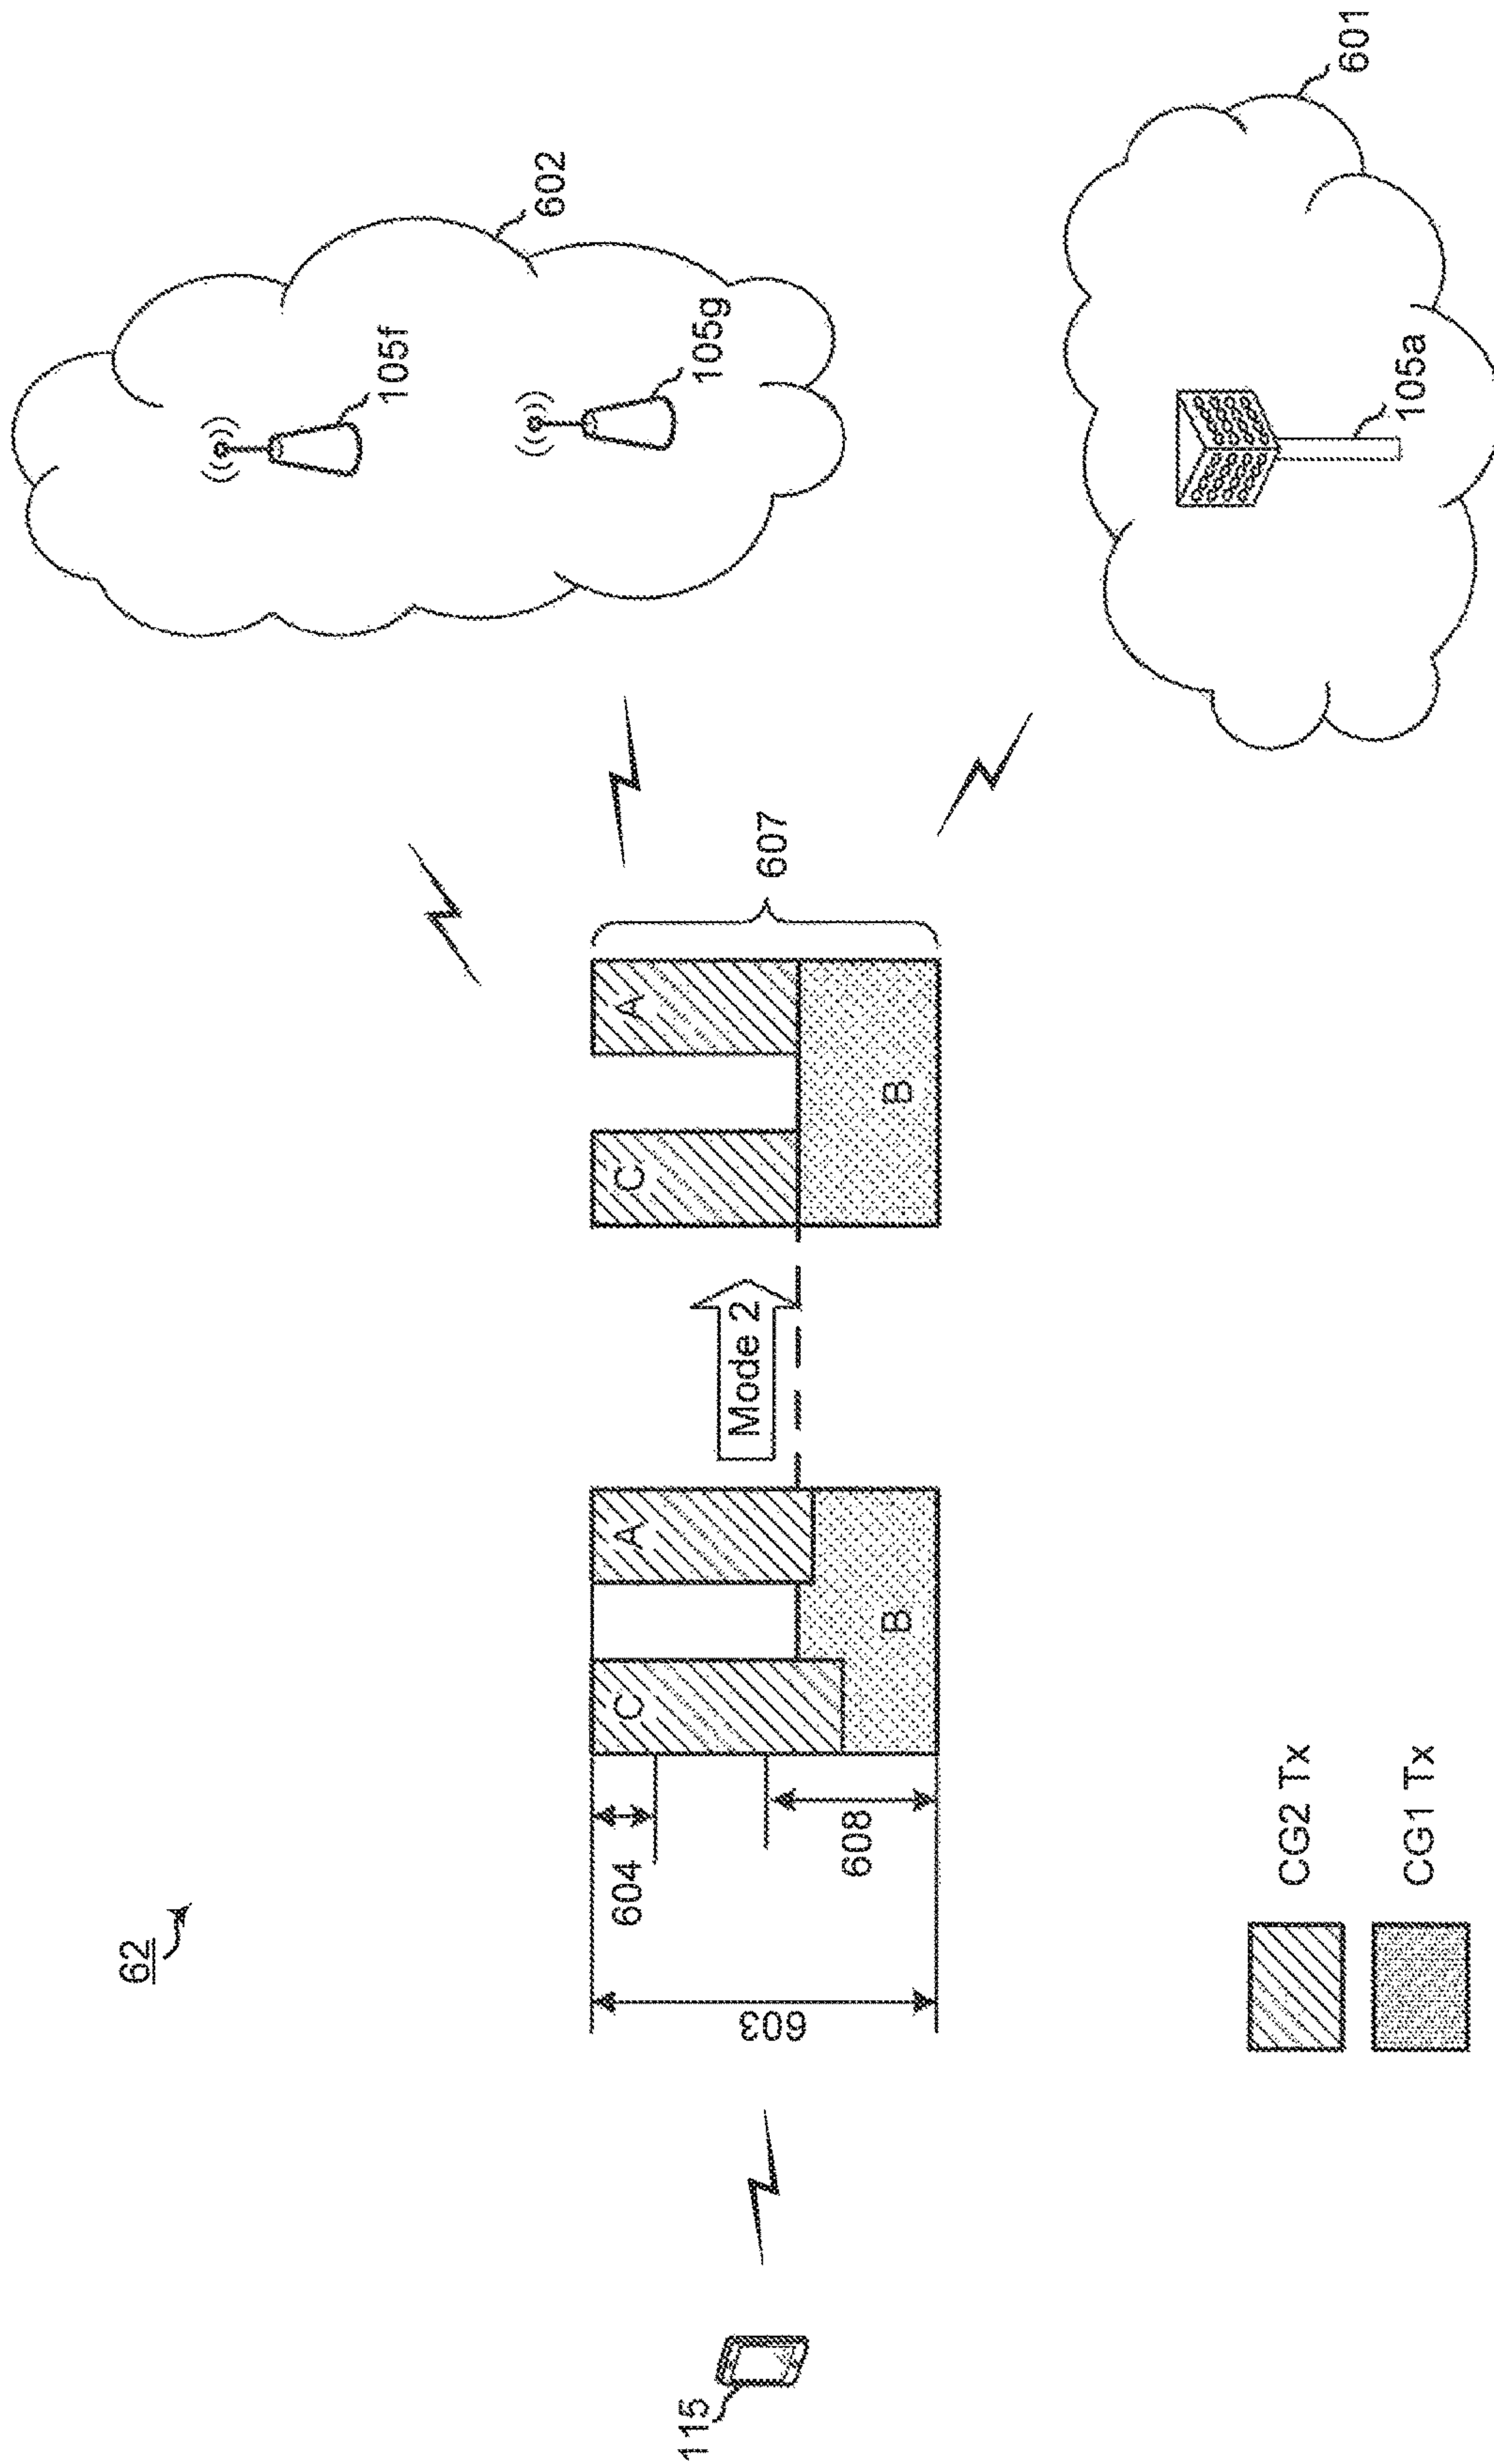 62
115
603
604
608
C
A
B
Mode 2
C
A
B
607
602
105f
105g
601
105a
CG2 Tx
CG1 Tx